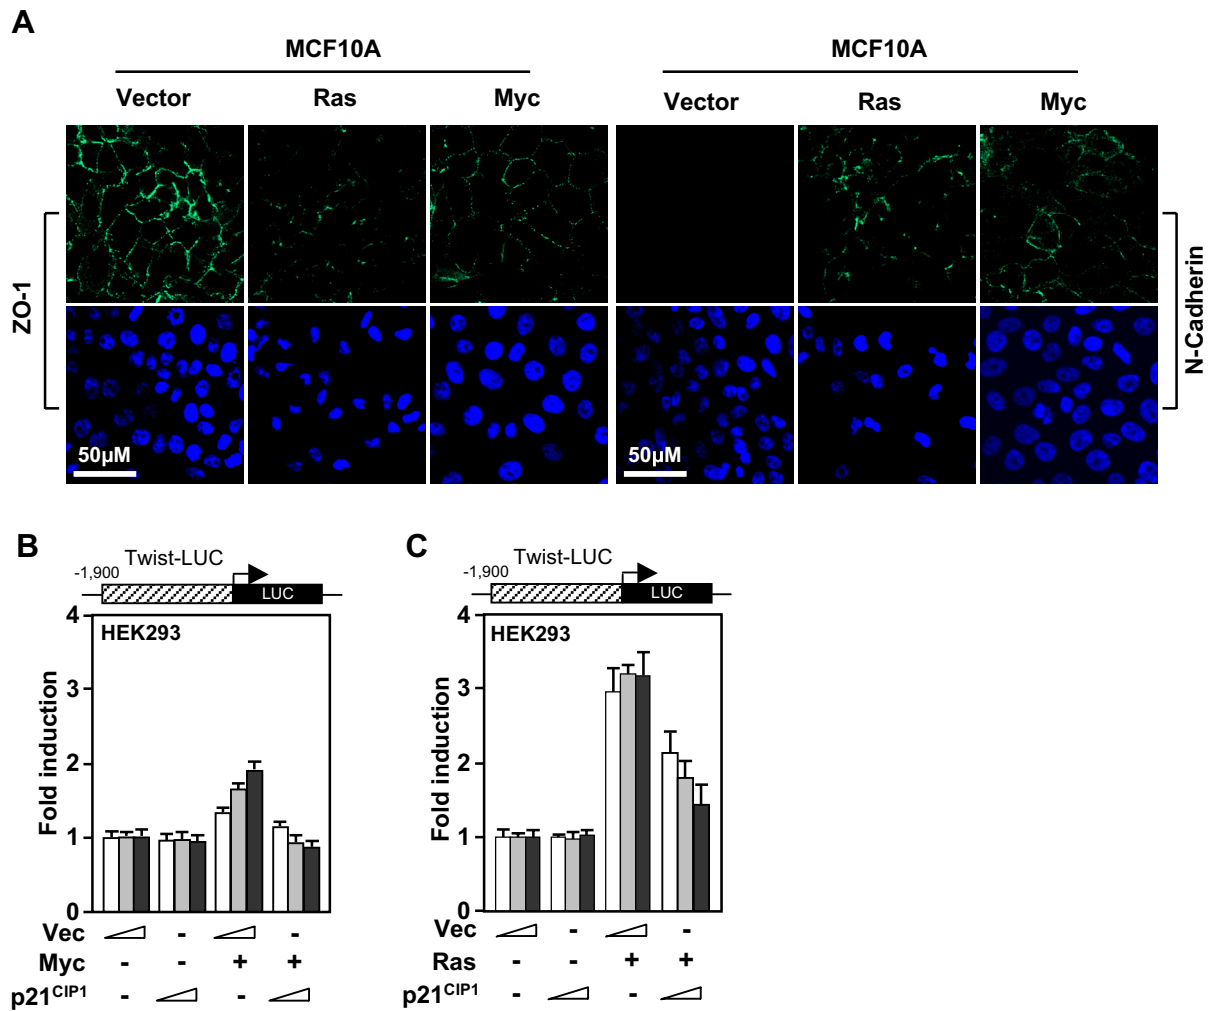 A
MCF10A MCF10A
Vector Ras Myc Vector Ras Myc
ZO-1
N-Cadherin
50µM 50µM
B
Twist-LUC
-1,900
LUC
HEK293
Fold induction
4
3
2
1
0
Vec - -
Myc - - + +
p21CIP1 - -
C
Twist-LUC
-1,900
LUC
HEK293
Fold induction
4
3
2
1
0
Vec - -
Ras - - + +
p21CIP1 - -